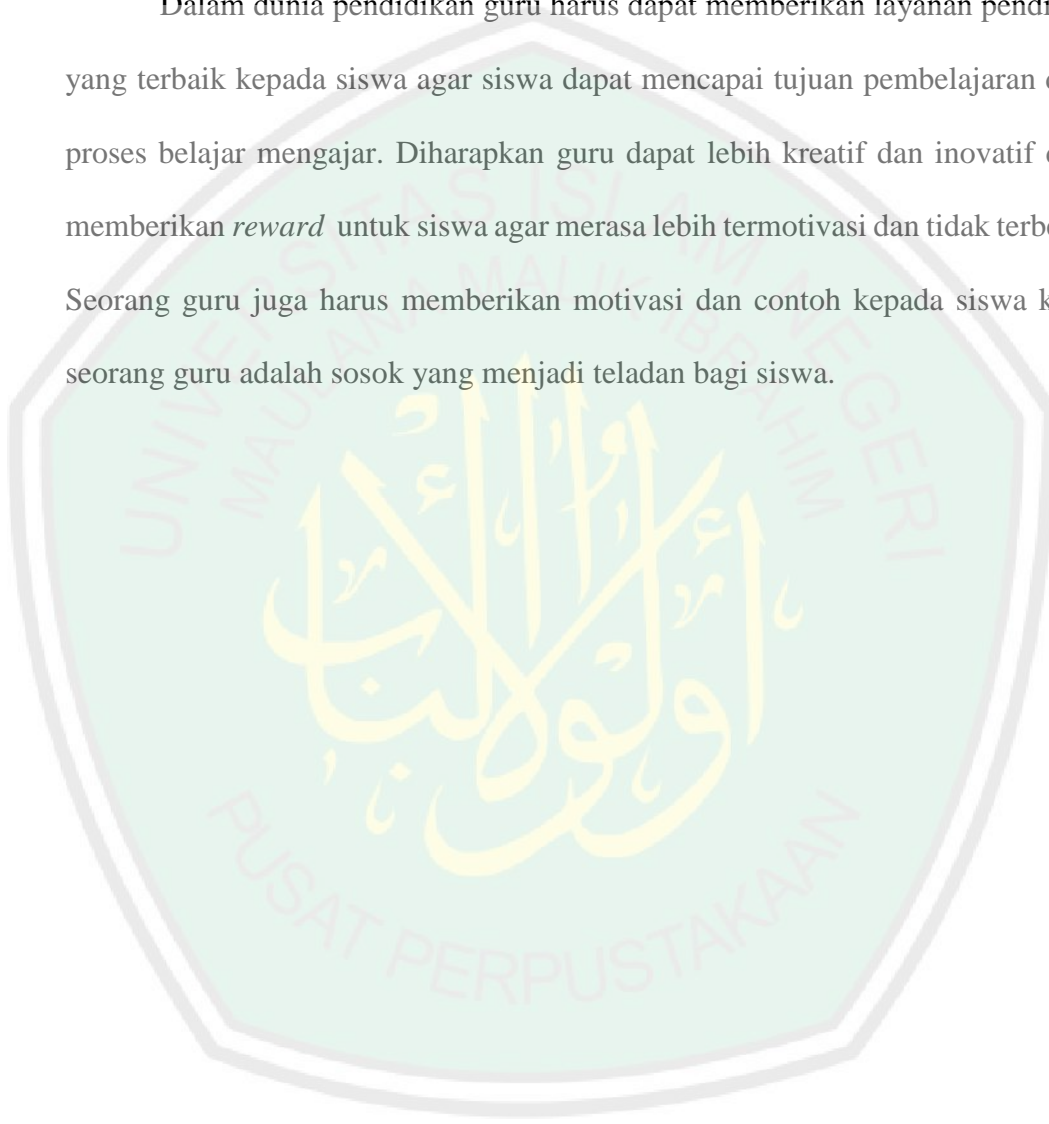 Dalam dunia pendidikan guru harus dapat memberikan layanan
yang terbaik kepada siswa agar siswa dapat mencapai tujuan pembelajaran
proses belajar mengajar. Diharapkan guru dapat lebih kreatif dan inovatif
memberikan reward untuk siswa agar merasa lebih termotivasi dan tidak
Seorang guru juga harus memberikan motivasi dan contoh kepada siswa
seorang guru adalah sosok yang menjadi teladan bagi siswa.
UNIVERSITAS ISLAM NEGERI
MAULANA MALIK IBRAHIM
PUSAT PERPUSTAKAAN